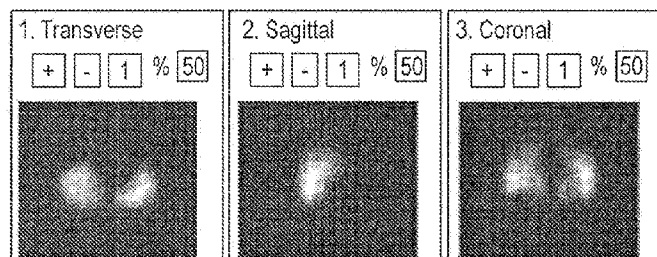 1. Transverse
+ - 1 % 50
2. Sagittal
+ - 1 % 50
3. Coronal
+ - 1 % 50